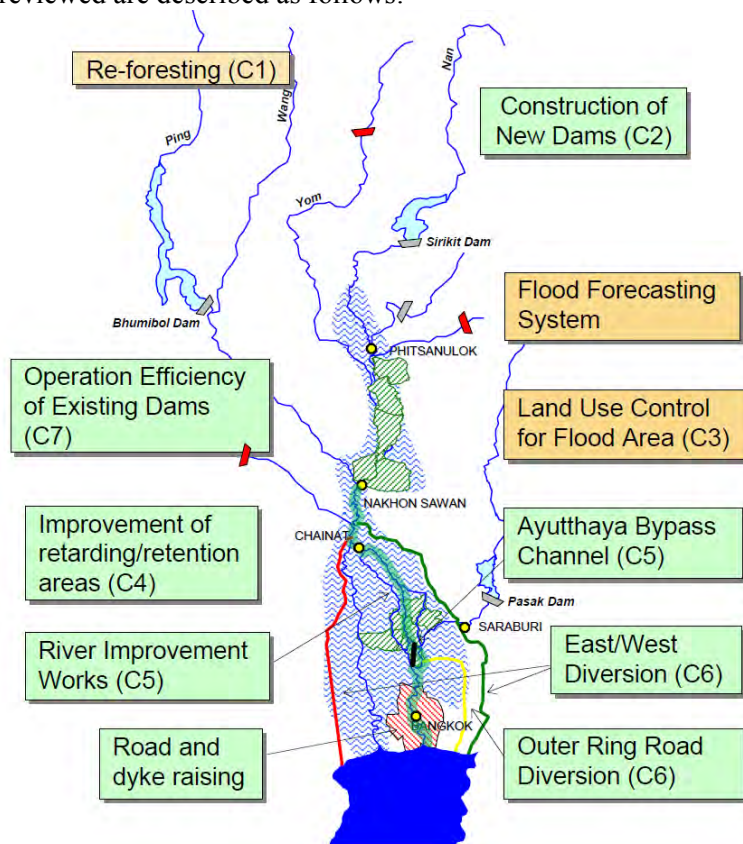 reviewed are described as follows:
Re-foresting (C1)
Ping
Wang
Nan
Construction of
New Dams (C2)
Yom
Sirikit Dam
Bhumibol Dam
Flood Forecasting
System
PHITSANULOK
Operation Efficiency
of Existing Dams
(C7)
Land Use Control
for Flood Area (C3)
NAKHON SAWAN
Improvement of
retarding/retention
areas (C4)
CHAINAT
Ayutthaya Bypass
Channel (C5)
Pasak Dam
SARABURI
River Improvement
Works (C5)
East/West
Diversion (C6)
BANGKOK
Road and
dyke raising
Outer Ring Road
Diversion (C6)